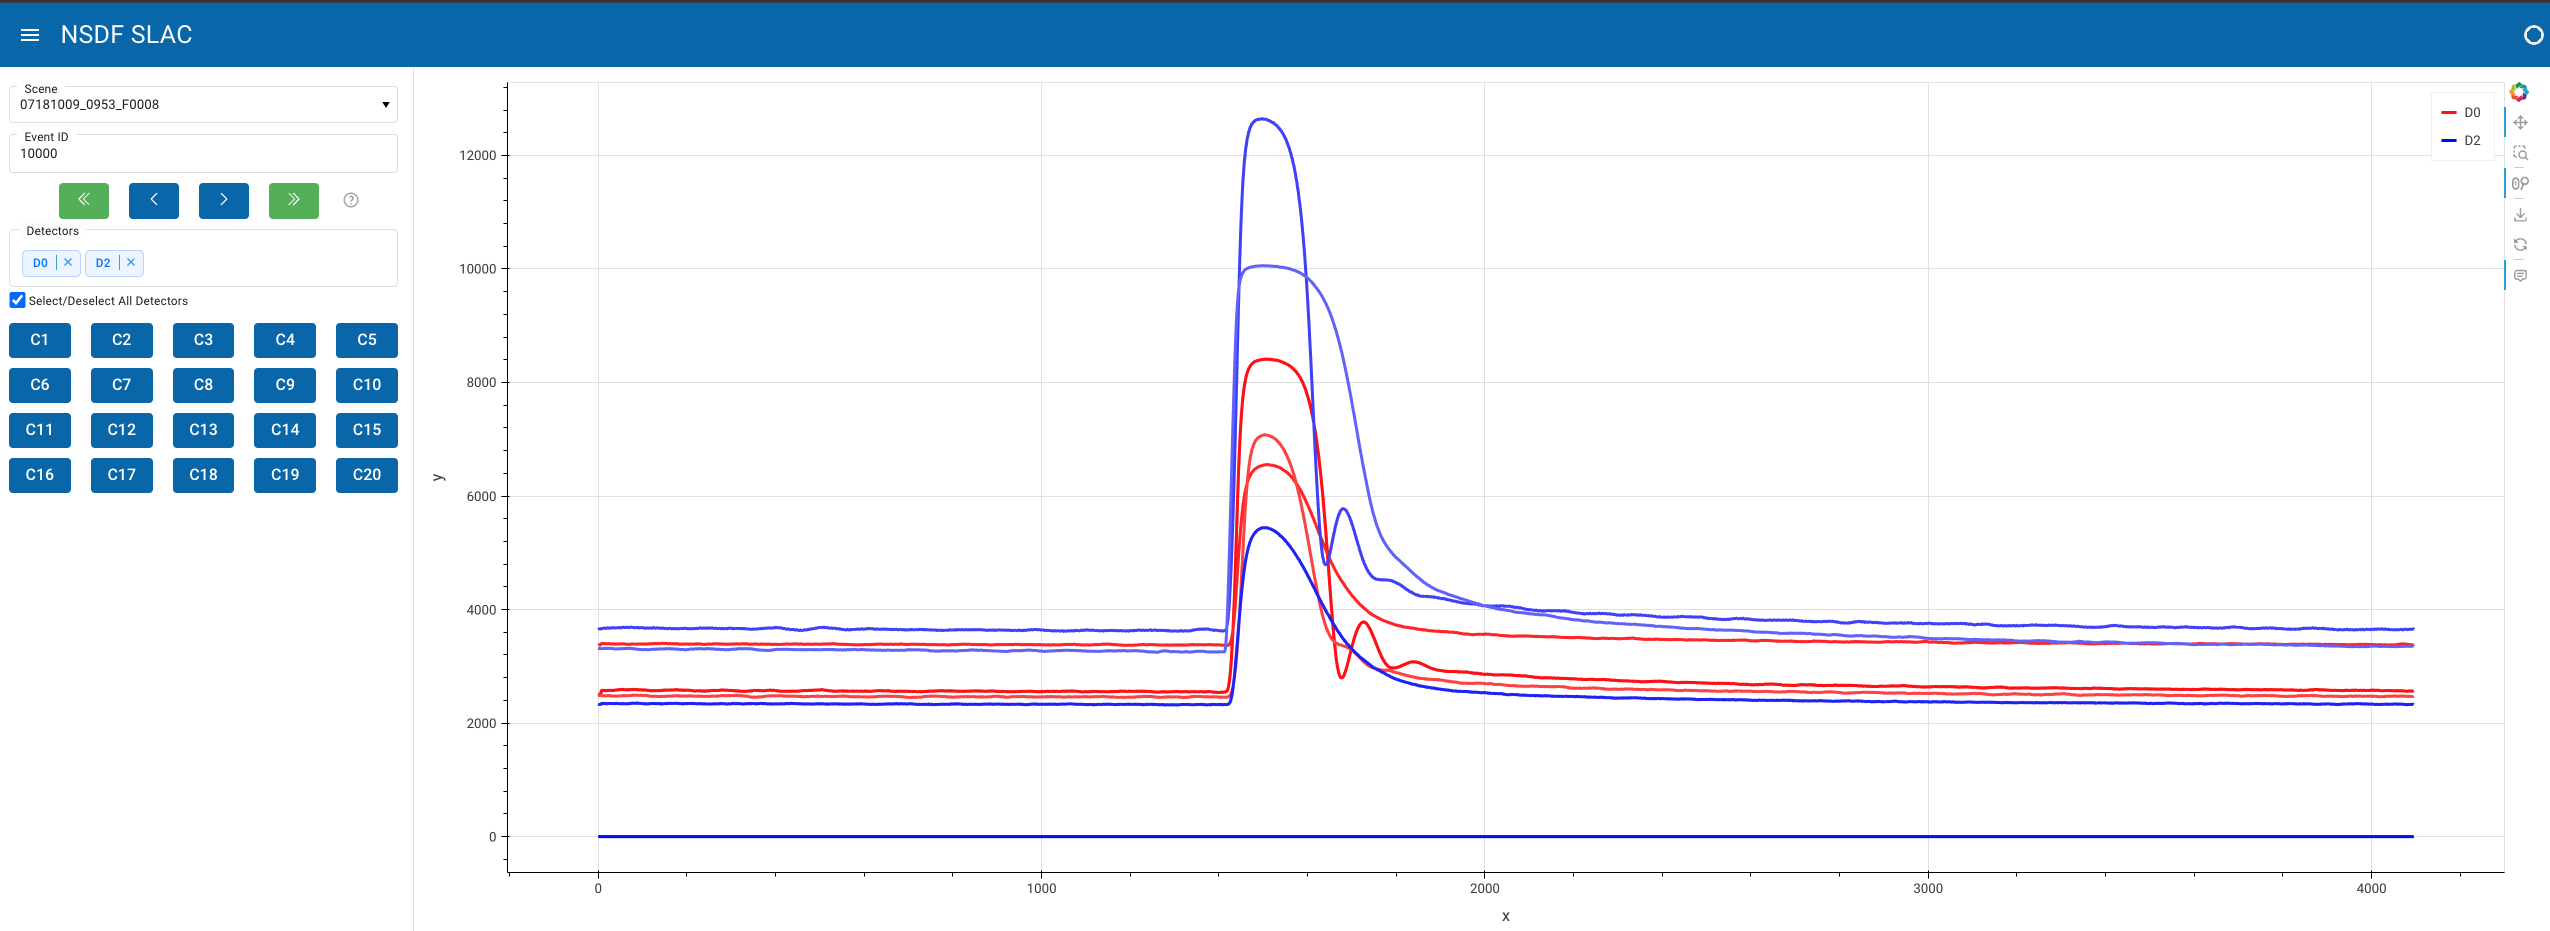 NSDF SLAC
Scene
07181009_0953_F0008
Event ID
10000
Detectors
D0 D2
Select/Deselect All Detectors
C1 C2 C3 C4 C5
C6 C7 C8 C9 C10
C11 C12 C13 C14 C15
C16 C17 C18 C19 C20
D0
D2
12000
10000
8000
6000
4000
2000
0
y
0 1000 2000 3000 4000
x